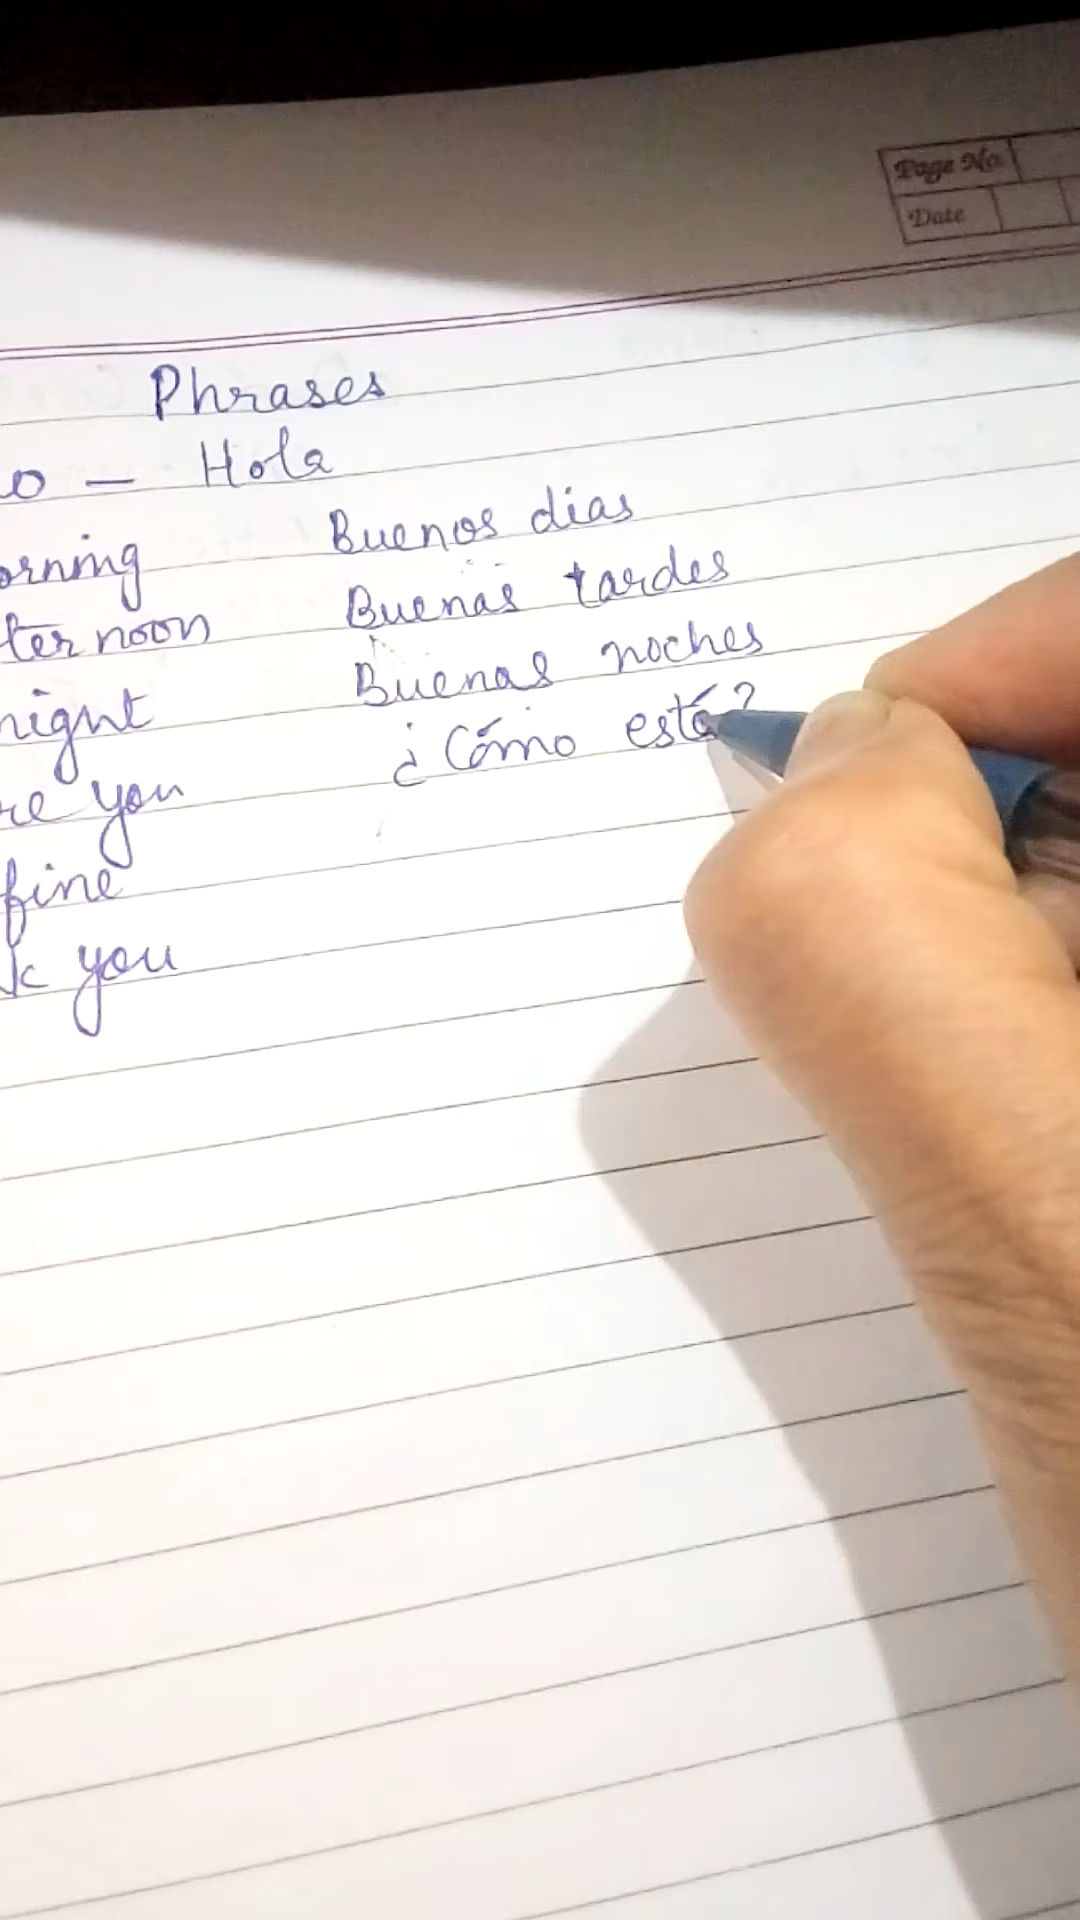 Page No.
Date
Phrases
lo — Hola
orning Buenos dias
ter noon Buenas tardes
night Buenas noches
re you ¿Cómo está?
fine
k you